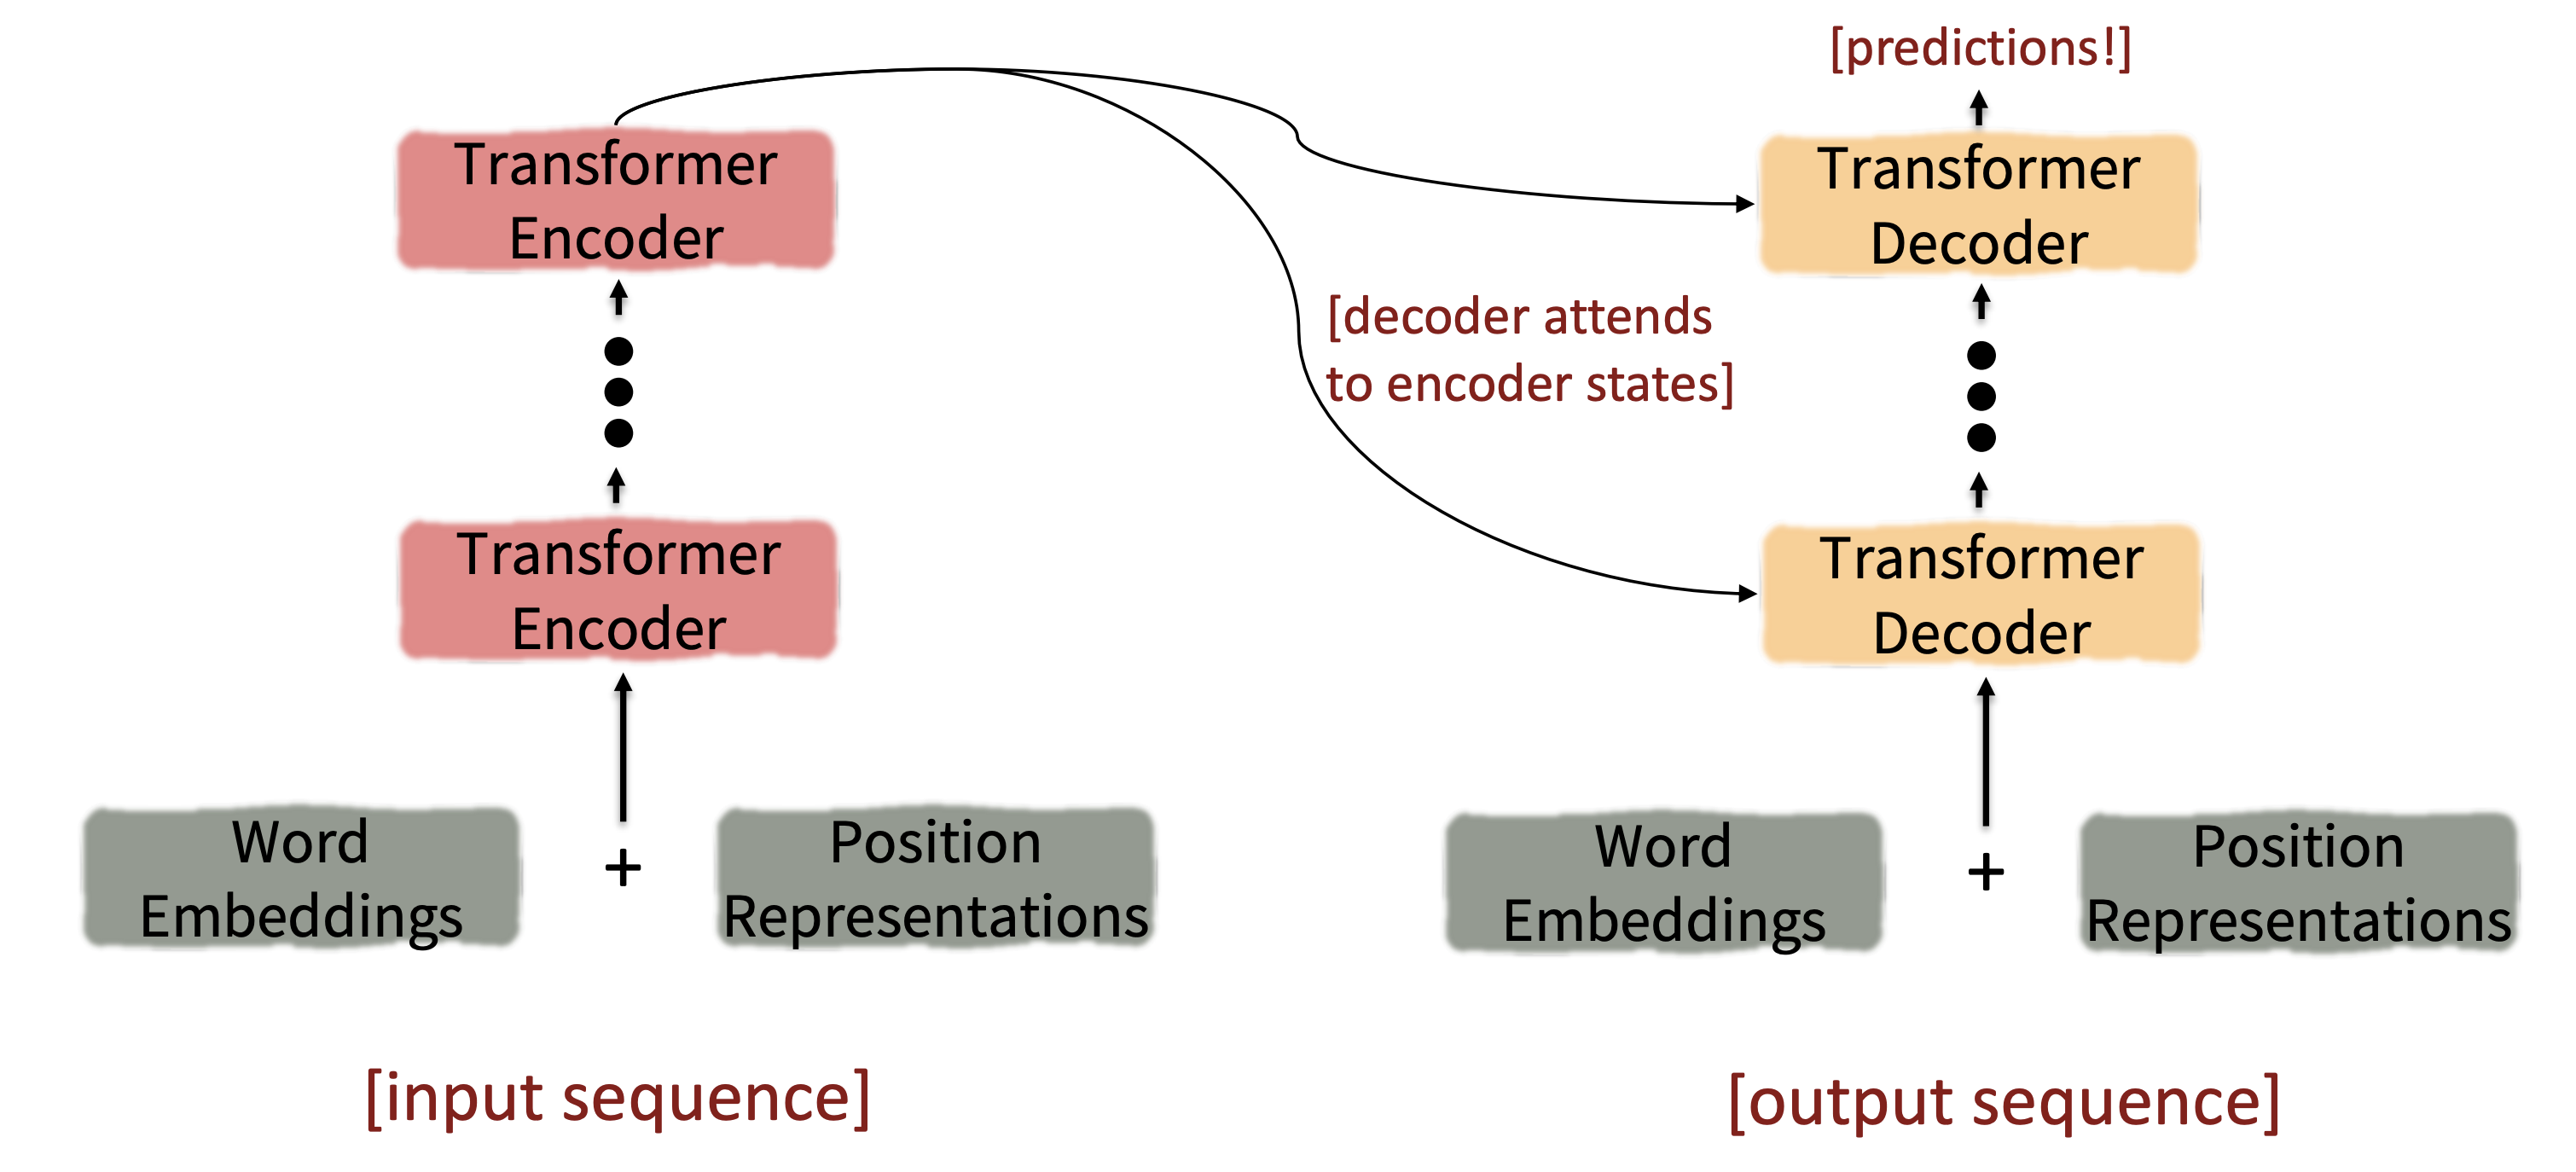 [predictions!]
Transformer
Encoder
Transformer
Decoder
[decoder attends
to encoder states]
Transformer
Encoder
Transformer
Decoder
Word
Embeddings
+
Position
Representations
Word
Embeddings
+
Position
Representations
[input sequence]
[output sequence]